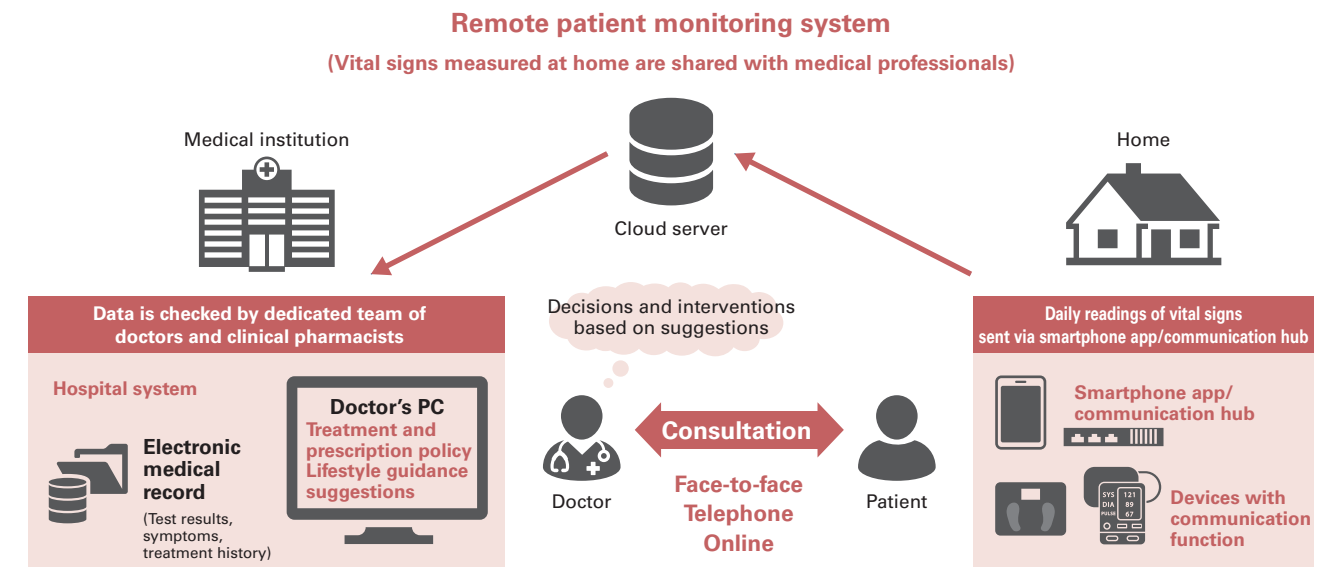 Remote patient monitoring system
(Vital signs measured at home are shared with medical professionals)
Medical institution
Cloud server
Home
Data is checked by dedicated team of
doctors and clinical pharmacists
Hospital system
Electronic
medical
record
(Test results,
symptoms,
treatment history)
Doctor's PC
Treatment and
prescription policy
Lifestyle guidance
suggestions
Decisions and interventions
based on suggestions
Doctor
Consultation
Face-to-face
Telephone
Online
Patient
Daily readings of vital signs
sent via smartphone app/communication hub
Smartphone app/
communication hub
SYS 121
DIA 89
PULSE 67
Devices with
communication
function